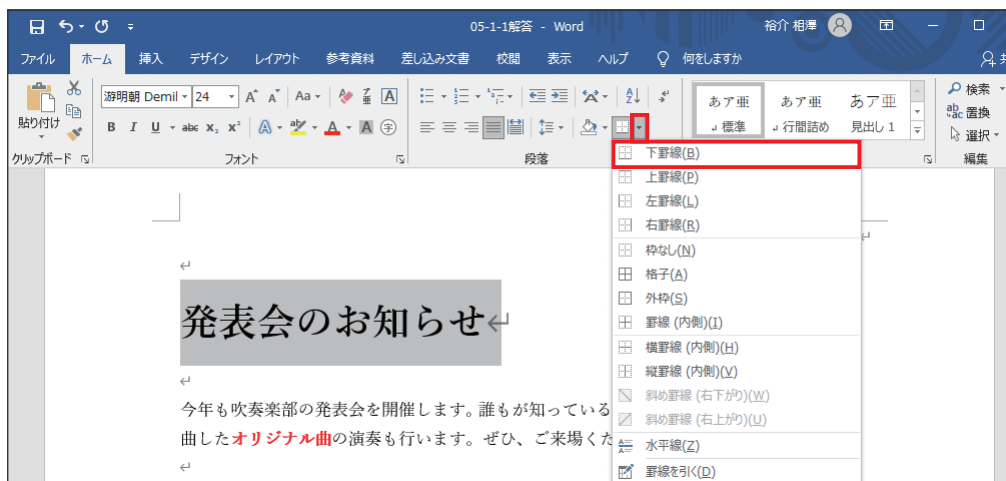 05-1-1解答 - Word
裕介 相澤
ファイル ホーム 挿入 デザイン レイアウト 参考資料 差し込み文書 校閲 表示 ヘルプ 何をしますか 共
貼り付け
游明朝 Demil 24 A A Aa
B I U abc x₂ x² A
あア亜 標準
あア亜 行間詰め
あア亜 見出し 1
検索
置換
選択
クリップボード フォント 段落 編集
下罫線(B)
上罫線(P)
左罫線(L)
右罫線(R)
枠なし(N)
格子(A)
外枠(S)
罫線 (内側)(I)
横罫線 (内側)(H)
縦罫線 (内側)(V)
斜め罫線 (右下がり)(W)
斜め罫線 (右上がり)(U)
水平線(Z)
罫線を引く(D)
発表会のお知らせ
今年も吹奏楽部の発表会を開催します。誰もが知っている
曲したオリジナル曲の演奏も行います。ぜひ、ご来場くた